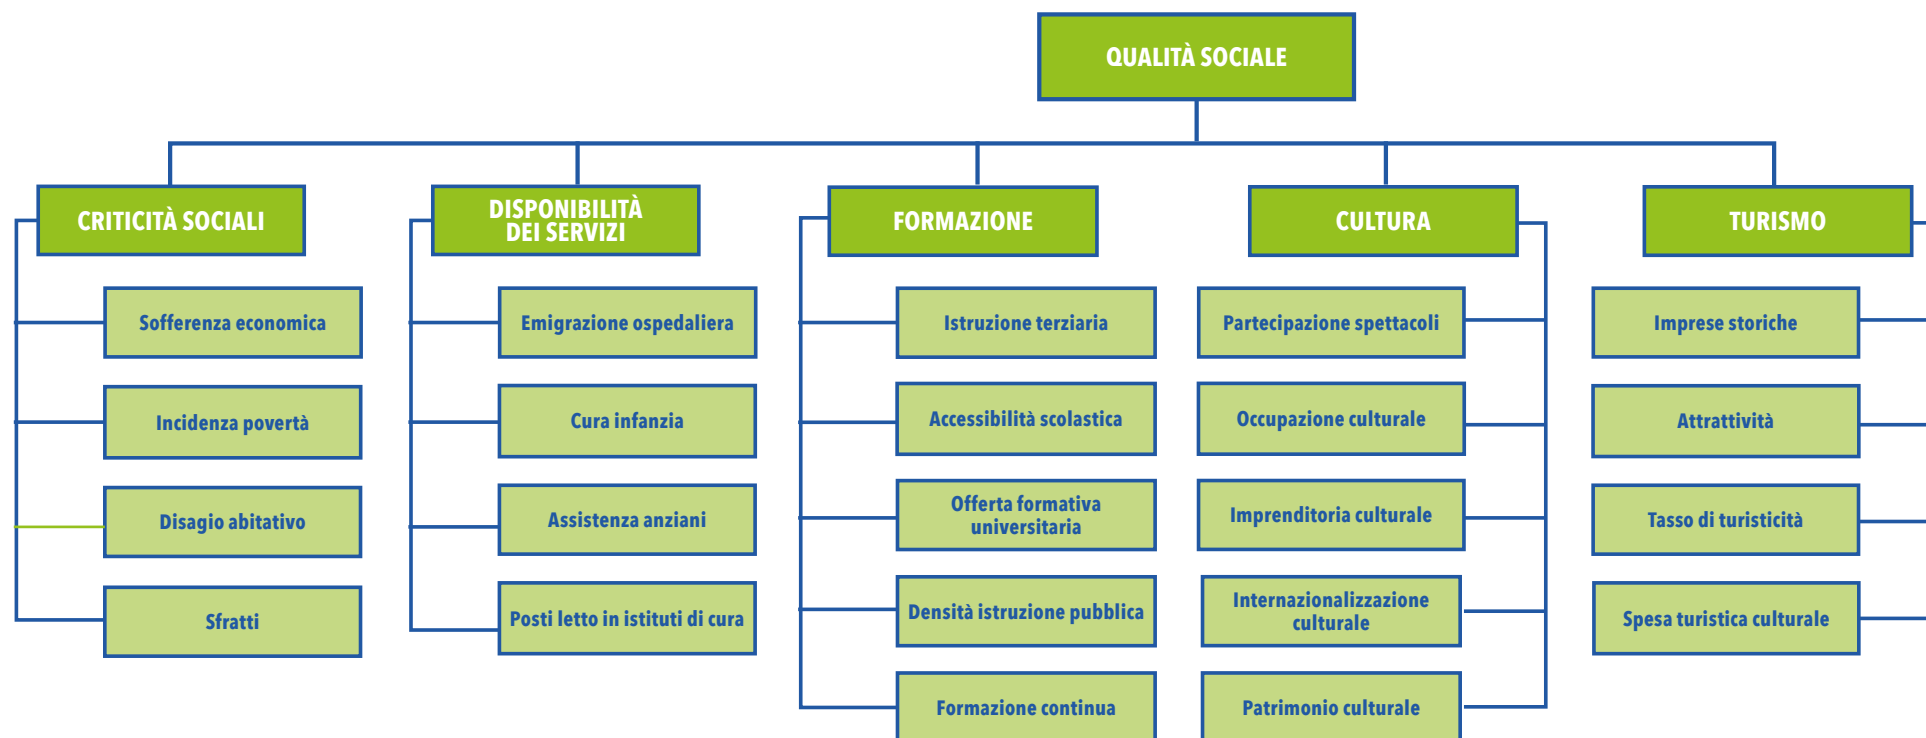 QUALITÀ SOCIALE
CRITICITÀ SOCIALI
Sofferenza economica
Incidenza povertà
Disagio abitativo
Sfratti
DISPONIBILITÀ
DEI SERVIZI
Emigrazione ospedaliera
Cura infanzia
Assistenza anziani
Posti letto in istituti di cura
FORMAZIONE
Istruzione terziaria
Accessibilità scolastica
Offerta formativa
universitaria
Densità istruzione pubblica
Formazione continua
CULTURA
Partecipazione spettacoli
Occupazione culturale
Imprenditoria culturale
Internazionalizzazione
culturale
Patrimonio culturale
TURISMO
Imprese storiche
Attrattività
Tasso di turisticità
Spesa turistica culturale